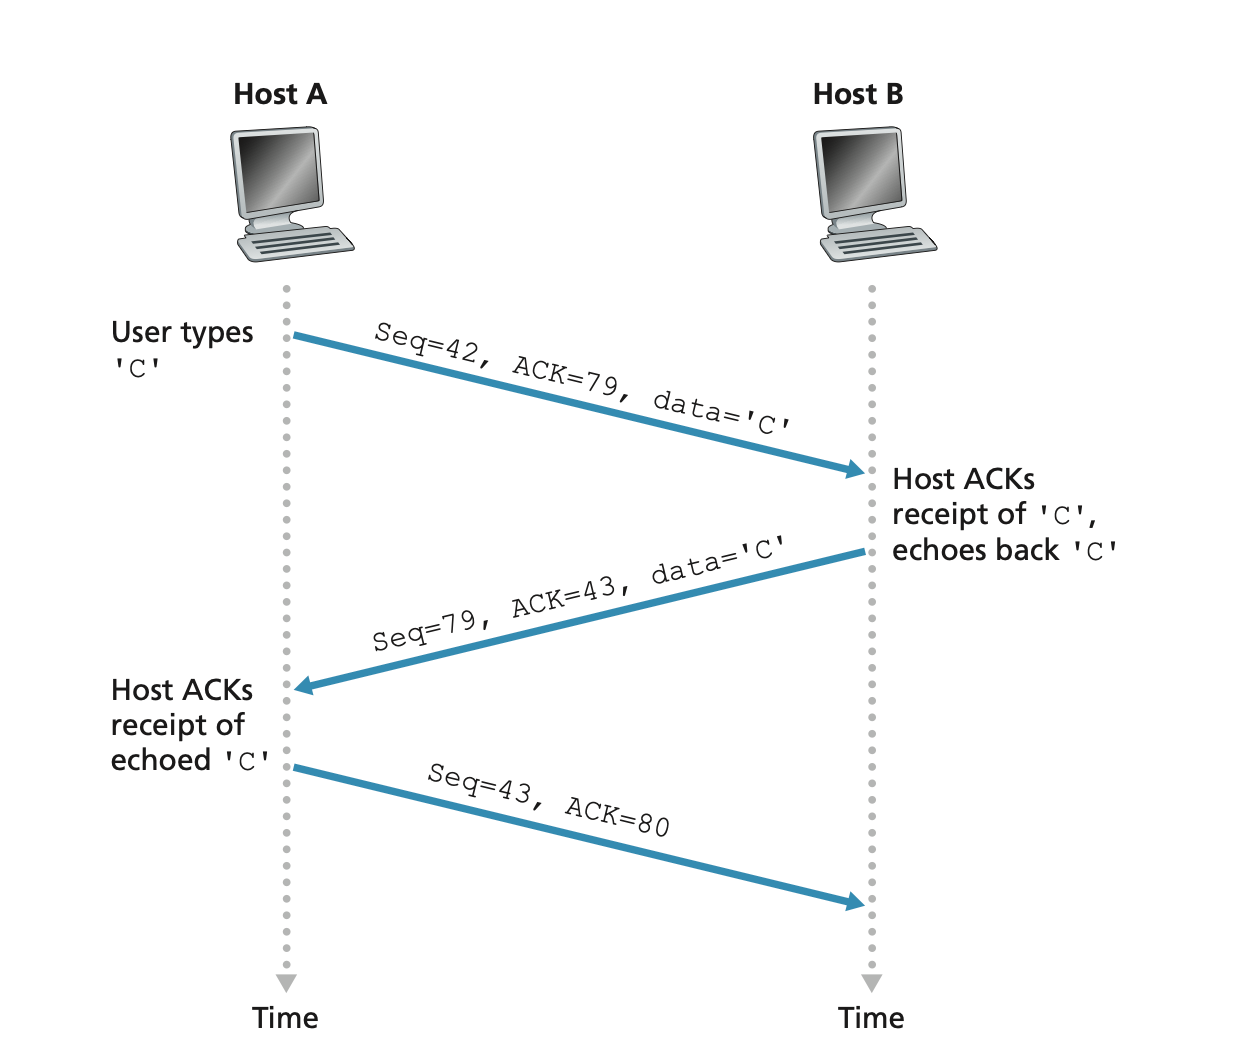 Host A
Host B
User types
'C'
Seq=42, ACK=79, data='C'
Host ACKs
receipt of 'C',
echoes back 'C'
Seq=79, ACK=43, data='C'
Host ACKs
receipt of
echoed 'C'
Seq=43, ACK=80
Time
Time